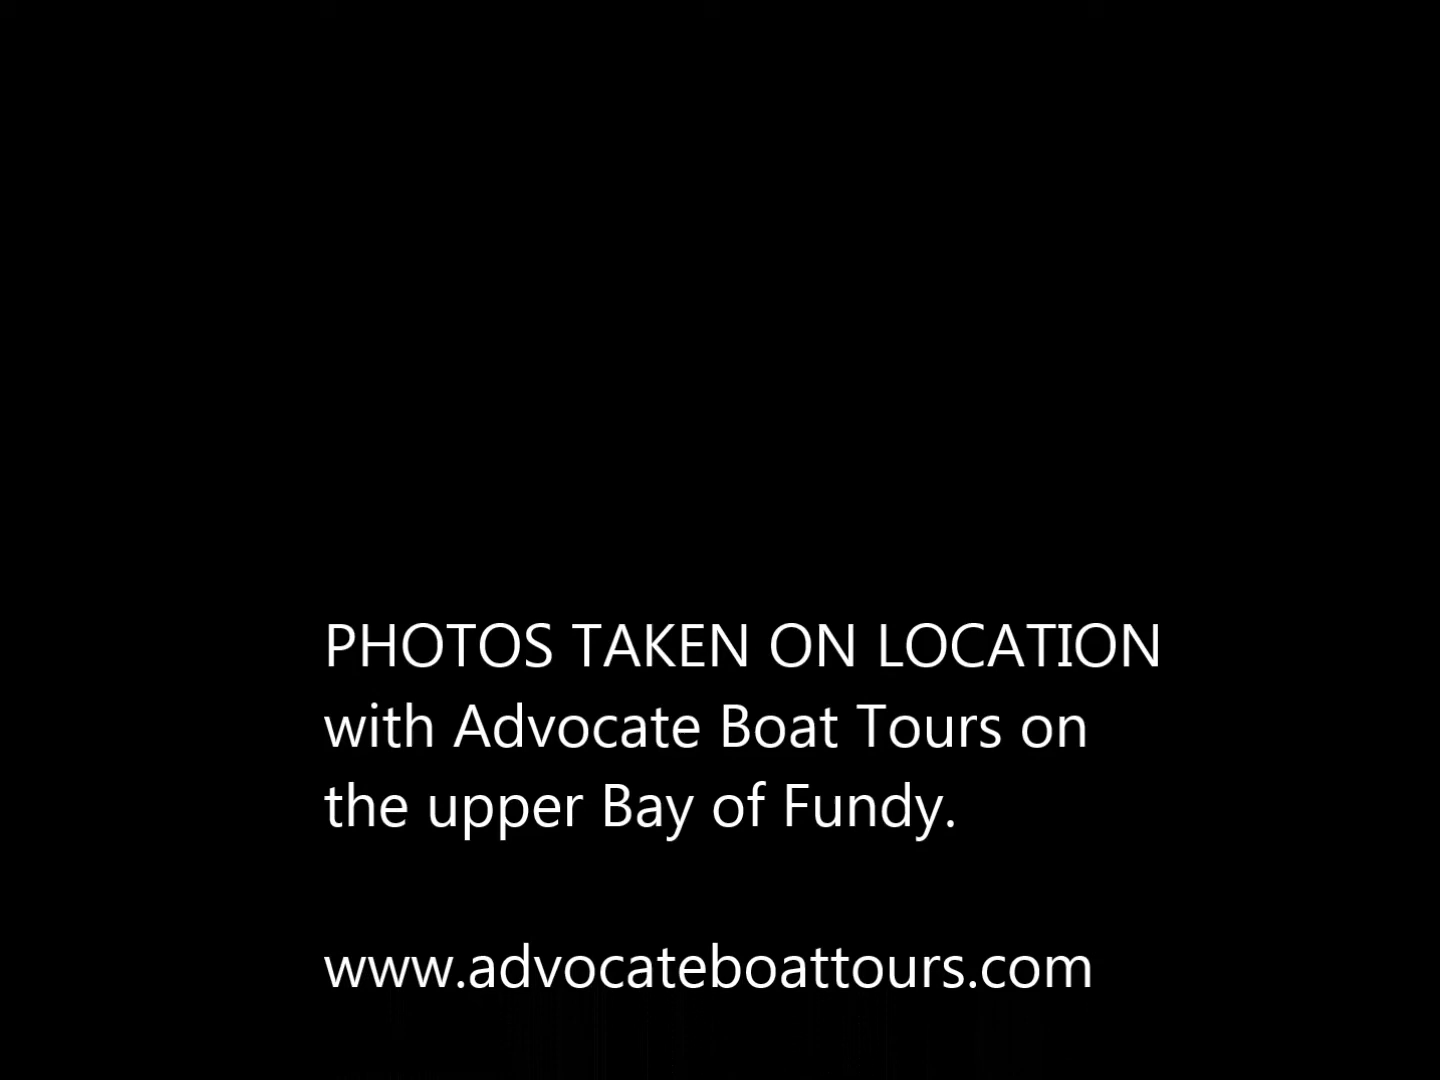 PHOTOS TAKEN ON LOCATION
with Advocate Boat Tours on
the upper Bay of Fundy.
www.advocateboattours.com